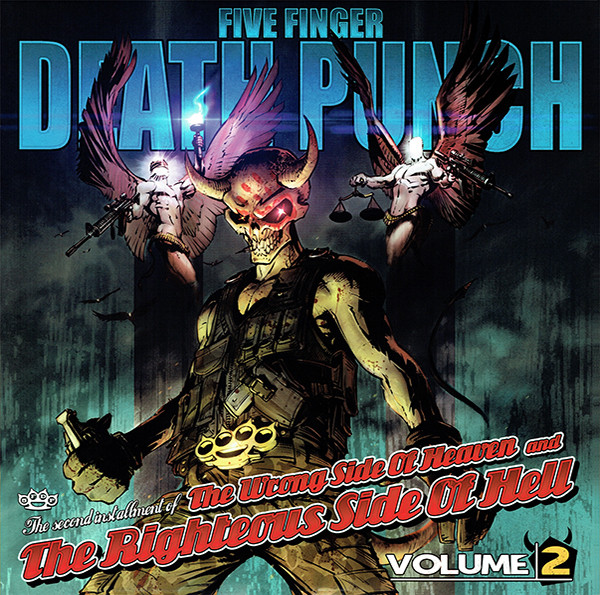 FIVE FINGER
DEATH PUNCH
The second installment of The Wrong Side Of Heaven and
The Righteous Side Of Hell
VOLUME 2